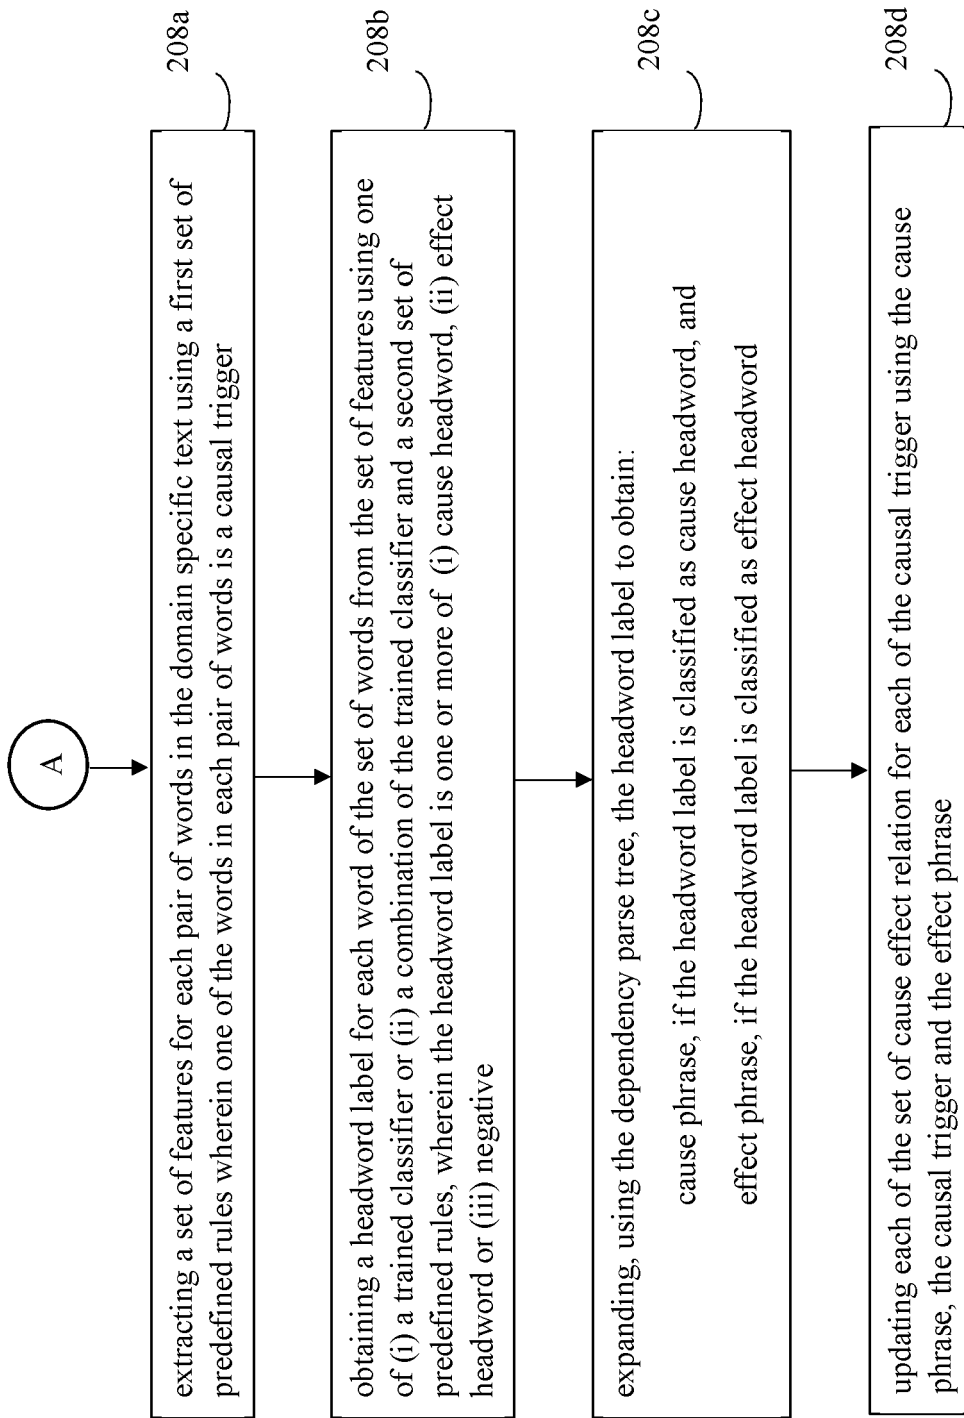 A
208a
extracting a set of features for each pair of words in the domain specific text using a first set of
predefined rules wherein one of the words in each pair of words is a causal trigger
208b
obtaining a headword label for each word of the set of words from the set of features using one
of (i) a trained classifier or (ii) a combination of the trained classifier and a second set of
predefined rules, wherein the headword label is one or more of (i) cause headword, (ii) effect
headword or (iii) negative
208c
expanding, using the dependency parse tree, the headword label to obtain:
cause phrase, if the headword label is classified as cause headword, and
effect phrase, if the headword label is classified as effect headword
208d
updating each of the set of cause effect relation for each of the causal trigger using the cause
phrase, the causal trigger and the effect phrase